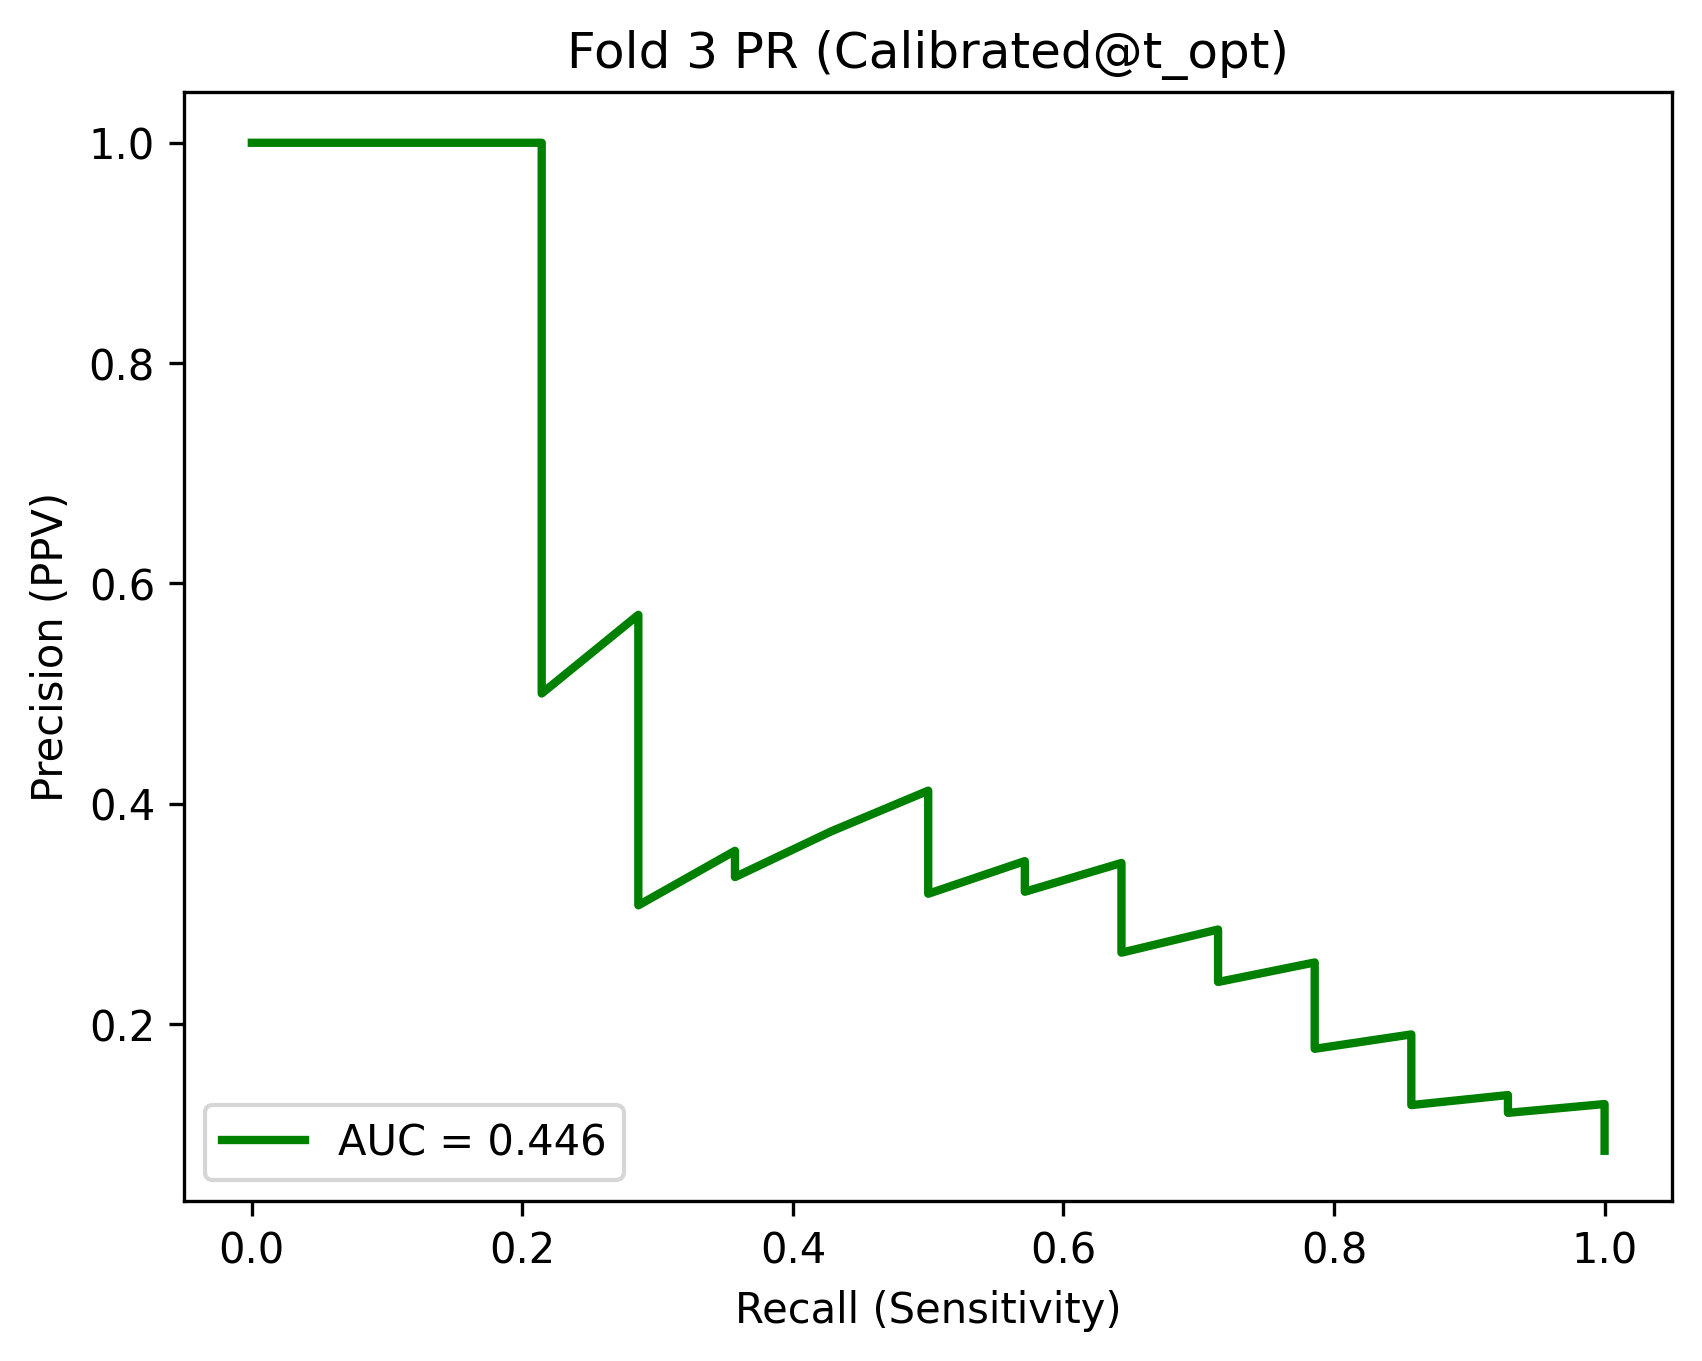 Fold 3 PR (Calibrated@t_opt)
Precision (PPV)
1.0
0.8
0.6
0.4
0.2
AUC = 0.446
0.0 0.2 0.4 0.6 0.8 1.0
Recall (Sensitivity)